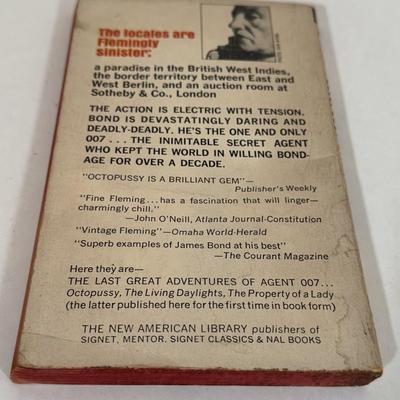 The locales are
Flemingly
sinister:
a paradise in the British West Indies,
the border territory between East and
West Berlin, and an auction room at
Sotheby & Co., London
THE ACTION IS ELECTRIC WITH TENSION.
BOND IS DEVASTATINGLY DARING AND
DEADLY-DEADLY. HE'S THE ONE AND ONLY
007 . . . THE INIMITABLE SECRET AGENT
WHO KEPT THE WORLD IN WILLING BOND-
AGE FOR OVER A DECADE.
"OCTOPUSSY IS A BRILLIANT GEM"—
Publisher's Weekly
"Fine Fleming . . . has a fascination that will linger—
charmingly chill."
—John O'Neill, Atlanta Journal-Constitution
"Vintage Fleming"—Omaha World-Herald
"Superb examples of James Bond at his best"
—The Courant Magazine
Here they are—
THE LAST GREAT ADVENTURES OF AGENT 007...
Octopussy, The Living Daylights, The Property of a Lady
(the latter published here for the first time in book form)
THE NEW AMERICAN LIBRARY publishers of
SIGNET, MENTOR, SIGNET CLASSICS & NAL BOOKS